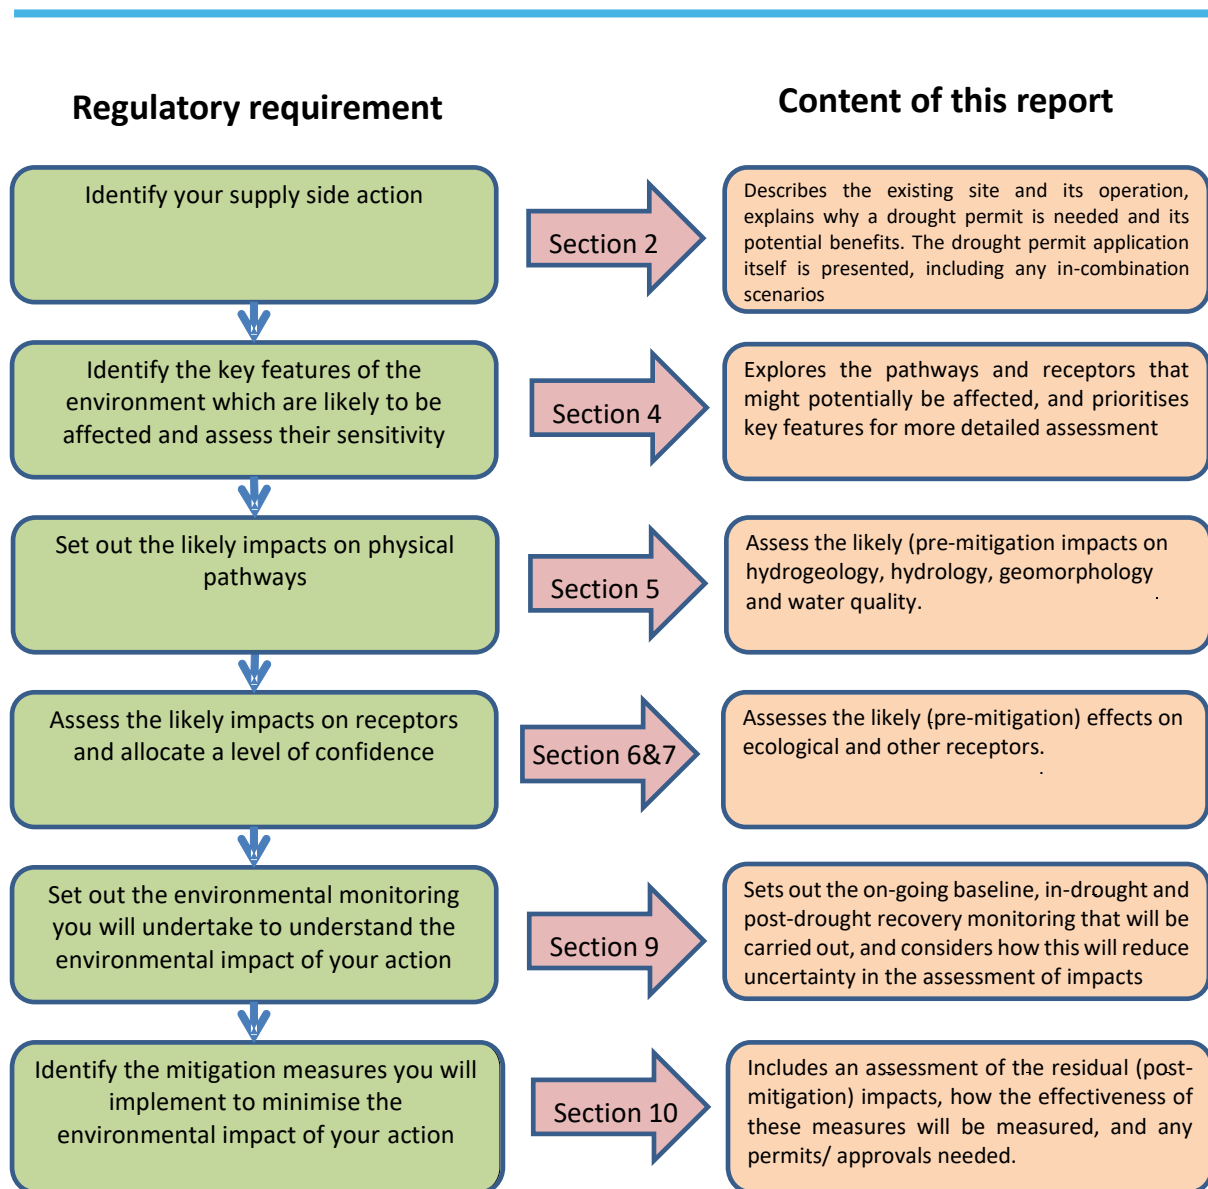 Regulatory requirement
Content of this report
Identify your supply side action
Section 2
Describes the existing site and its operation,
explains why a drought permit is needed and its
potential benefits. The drought permit application
itself is presented, including any in-combination
scenarios
Identify the key features of the
environment which are likely to be
affected and assess their sensitivity
Section 4
Explores the pathways and receptors that
might potentially be affected, and prioritises
key features for more detailed assessment
Set out the likely impacts on physical
pathways
Section 5
Assess the likely (pre-mitigation impacts on
hydrogeology, hydrology, geomorphology
and water quality.
Assess the likely impacts on receptors
and allocate a level of confidence
Section 6&7
Assesses the likely (pre-mitigation) effects on
ecological and other receptors.
Set out the environmental monitoring
you will undertake to understand the
environmental impact of your action
Section 9
Sets out the on-going baseline, in-drought and
post-drought recovery monitoring that will be
carried out, and considers how this will reduce
uncertainty in the assessment of impacts
Identify the mitigation measures you will
implement to minimise the
environmental impact of your action
Section 10
Includes an assessment of the residual (post-
mitigation) impacts, how the effectiveness of
these measures will be measured, and any
permits/ approvals needed.